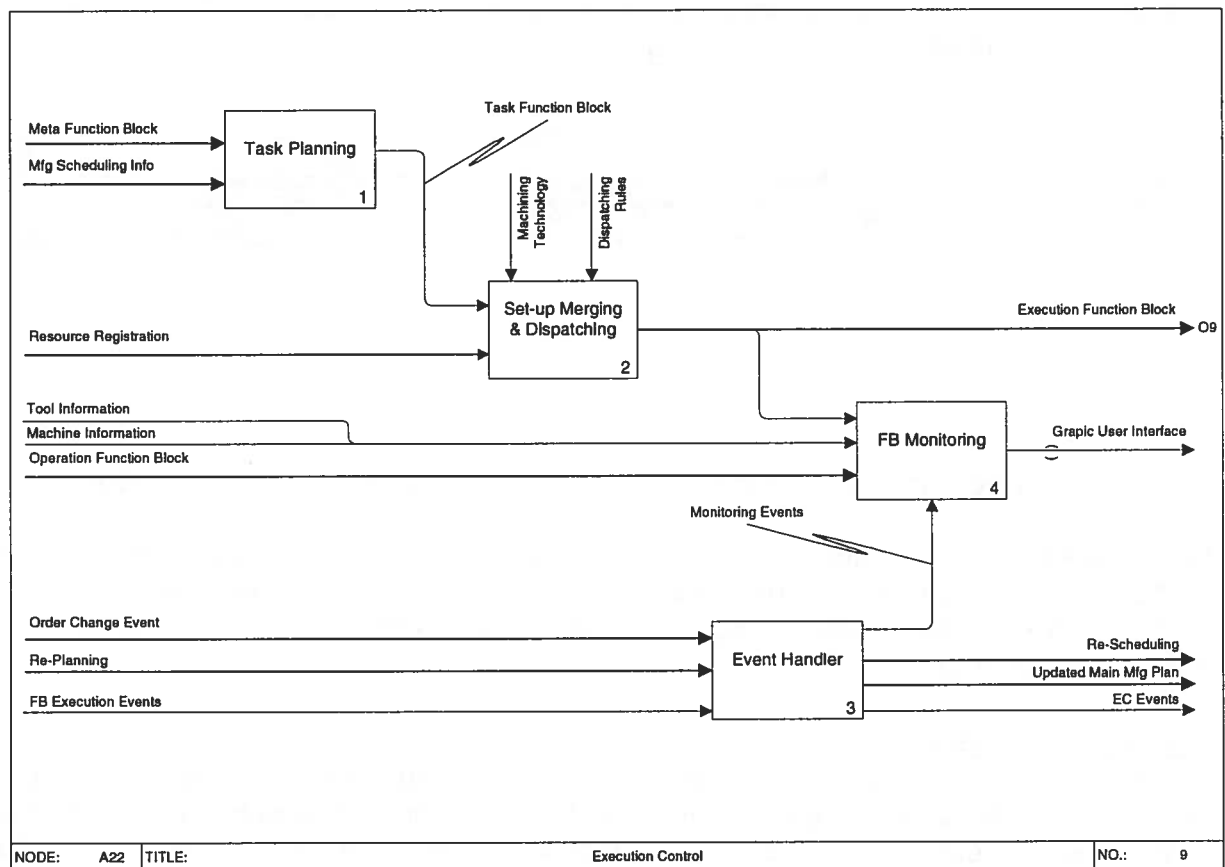 Task Function Block
Meta Function Block
Task Planning
Mfg Scheduling Info
1
Machining
Technology
Dispatching
Rules
Set-up Merging
& Dispatching
2
Execution Function Block
O9
Resource Registration
Tool Information
Machine Information
Operation Function Block
FB Monitoring
4
Grapic User Interface
Monitoring Events
Order Change Event
Re-Planning
FB Execution Events
Event Handler
3
Re-Scheduling
Updated Main Mfg Plan
EC Events
NODE: A22 TITLE: Execution Control NO.: 9